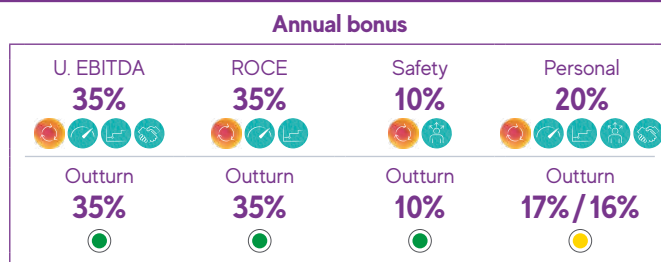 Annual bonus
U. EBITDA ROCE Safety Personal
35% 35% 10% 20%
Outturn Outturn Outturn Outturn
35% 35% 10% 17%/16%